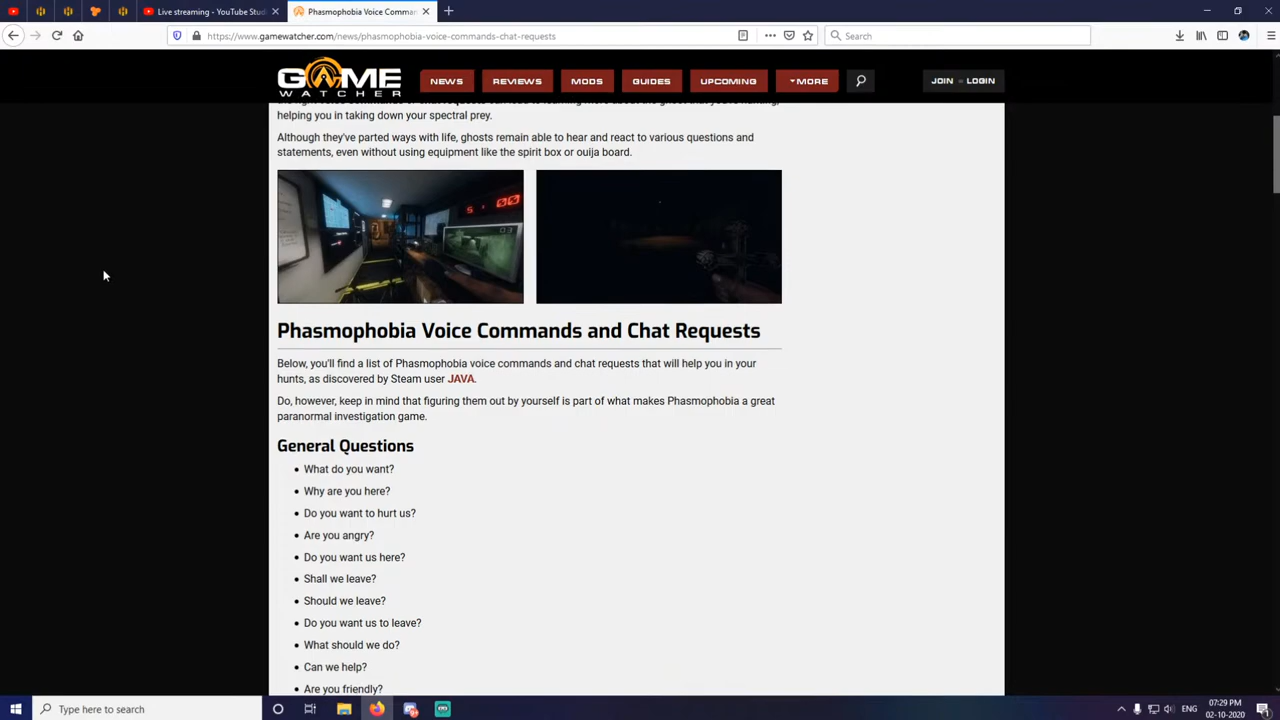 Live streaming - YouTube Stud
Phasmophobia Voice Comman
https://www.gamewatcher.com/news/phasmophobia-voice-commands-chat-requests
Search
GAME
WATCHER
NEWS
REVIEWS
MODS
GUIDES
UPCOMING
MORE
JOIN
LOGIN
helping you in taking down your spectral prey.
Although they've parted ways with life, ghosts remain able to hear and react to various questions and
statements, even without using equipment like the spirit box or ouija board.
Phasmophobia Voice Commands and Chat Requests
Below, you'll find a list of Phasmophobia voice commands and chat requests that will help you in your
hunts, as discovered by Steam user JAVA.
Do, however, keep in mind that figuring them out by yourself is part of what makes Phasmophobia a great
paranormal investigation game.
General Questions
• What do you want?
• Why are you here?
• Do you want to hurt us?
• Are you angry?
• Do you want us here?
• Shall we leave?
• Should we leave?
• Do you want us to leave?
• What should we do?
• Can we help?
• Are you friendly?
Type here to search
ENG
07:29 PM
02-10-2020